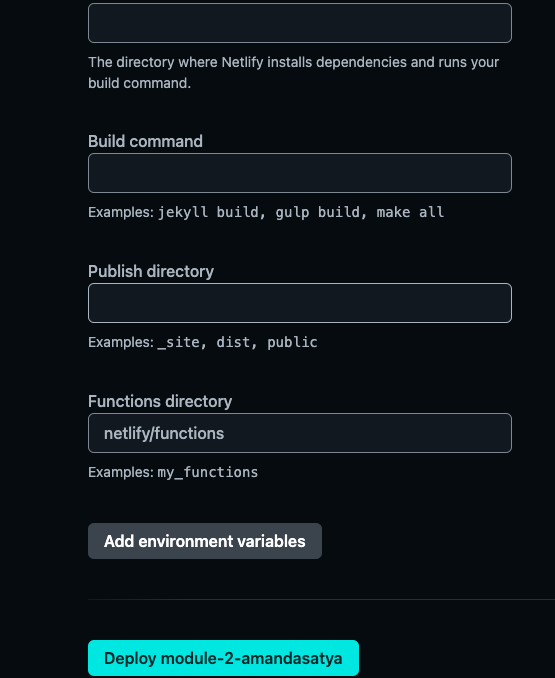 The directory where Netlify installs dependencies and runs your
build command.
Build command
Examples: jekyll build, gulp build, make all
Publish directory
Examples: _site, dist, public
Functions directory
netlify/functions
Examples: my_functions
Add environment variables
Deploy module-2-amandasatya